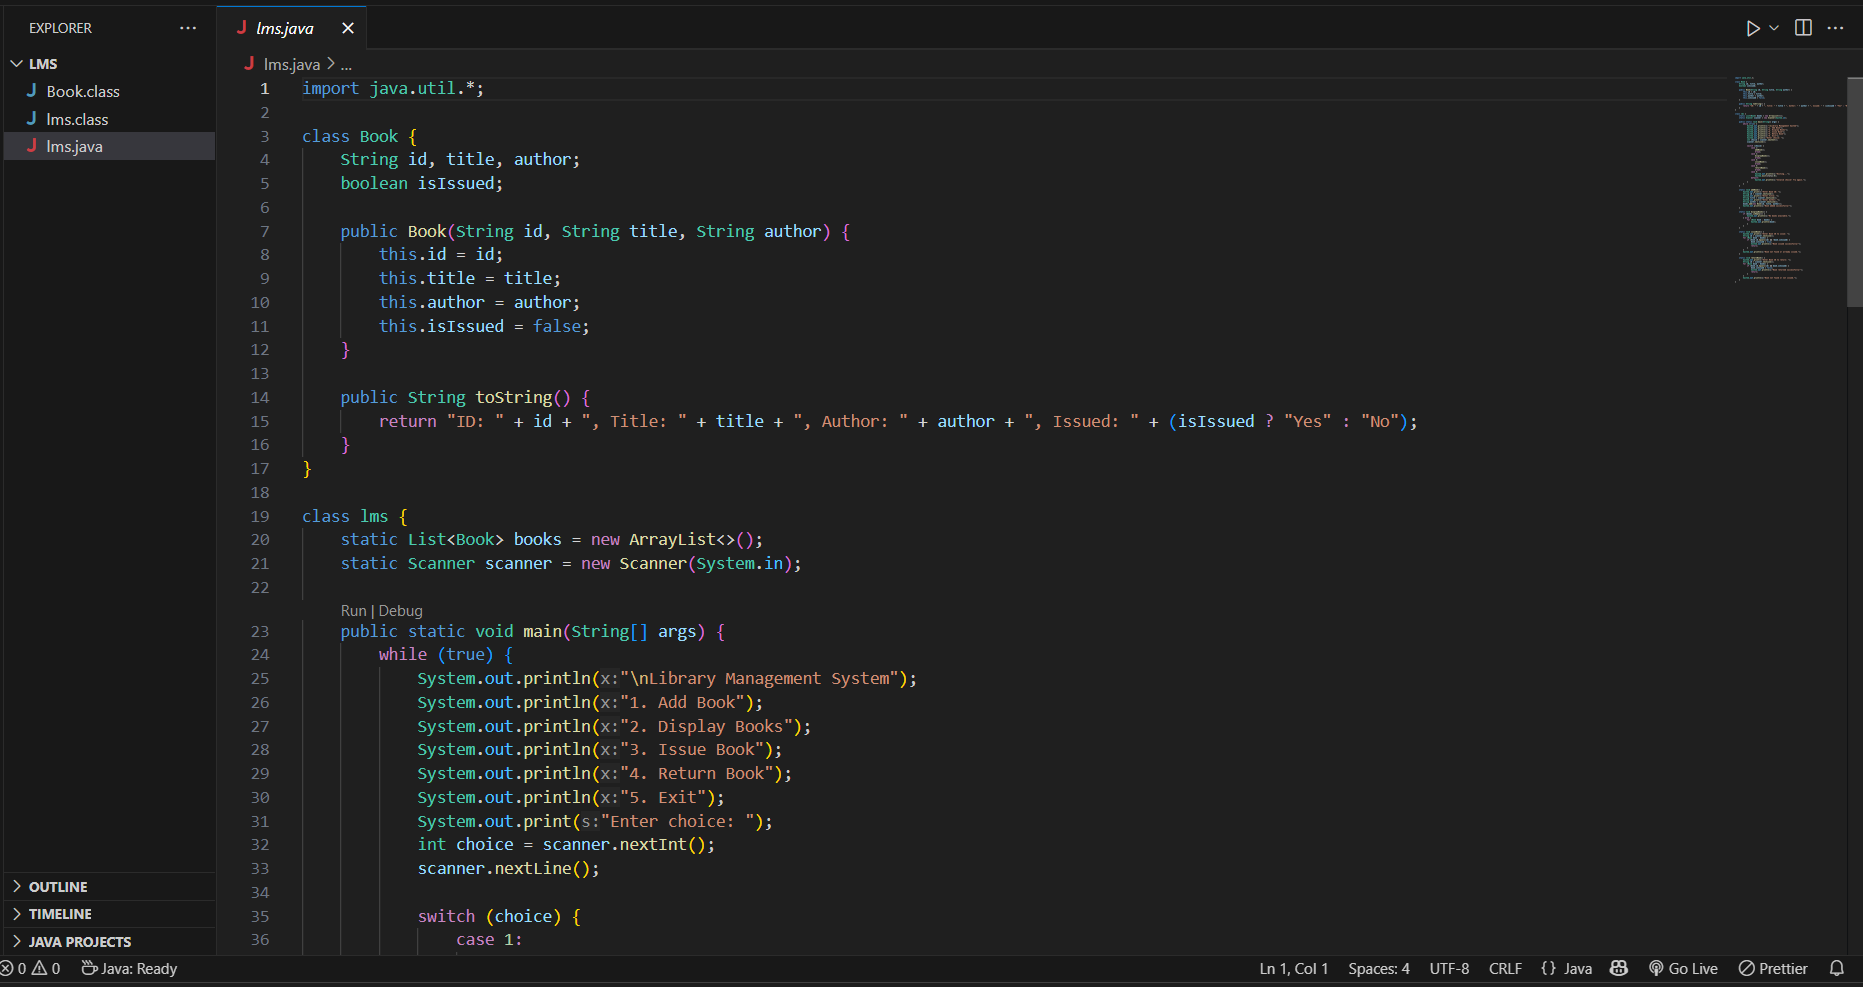 EXPLORER
LMS
Book.class
lms.class
lms.java
OUTLINE
TIMELINE
JAVA PROJECTS
lms.java
lms.java > ...
1 import java.util.*;
2
3 class Book {
4     String id, title, author;
5     boolean isIssued;
6
7     public Book(String id, String title, String author) {
8         this.id = id;
9         this.title = title;
10         this.author = author;
11         this.isIssued = false;
12     }
13
14     public String toString() {
15         return "ID: " + id + ", Title: " + title + ", Author: " + author + ", Issued: " + (isIssued ? "Yes" : "No");
16     }
17 }
18
19 class lms {
20     static List<Book> books = new ArrayList<>();
21     static Scanner scanner = new Scanner(System.in);
22
Run | Debug
23     public static void main(String[] args) {
24         while (true) {
25             System.out.println(x:"\nLibrary Management System");
26             System.out.println(x:"1. Add Book");
27             System.out.println(x:"2. Display Books");
28             System.out.println(x:"3. Issue Book");
29             System.out.println(x:"4. Return Book");
30             System.out.println(x:"5. Exit");
31             System.out.print(s:"Enter choice: ");
32             int choice = scanner.nextInt();
33             scanner.nextLine();
34
35             switch (choice) {
36                 case 1:
0 0 Java: Ready Ln 1, Col 1 Spaces: 4 UTF-8 CRLF {} Java Go Live Prettier